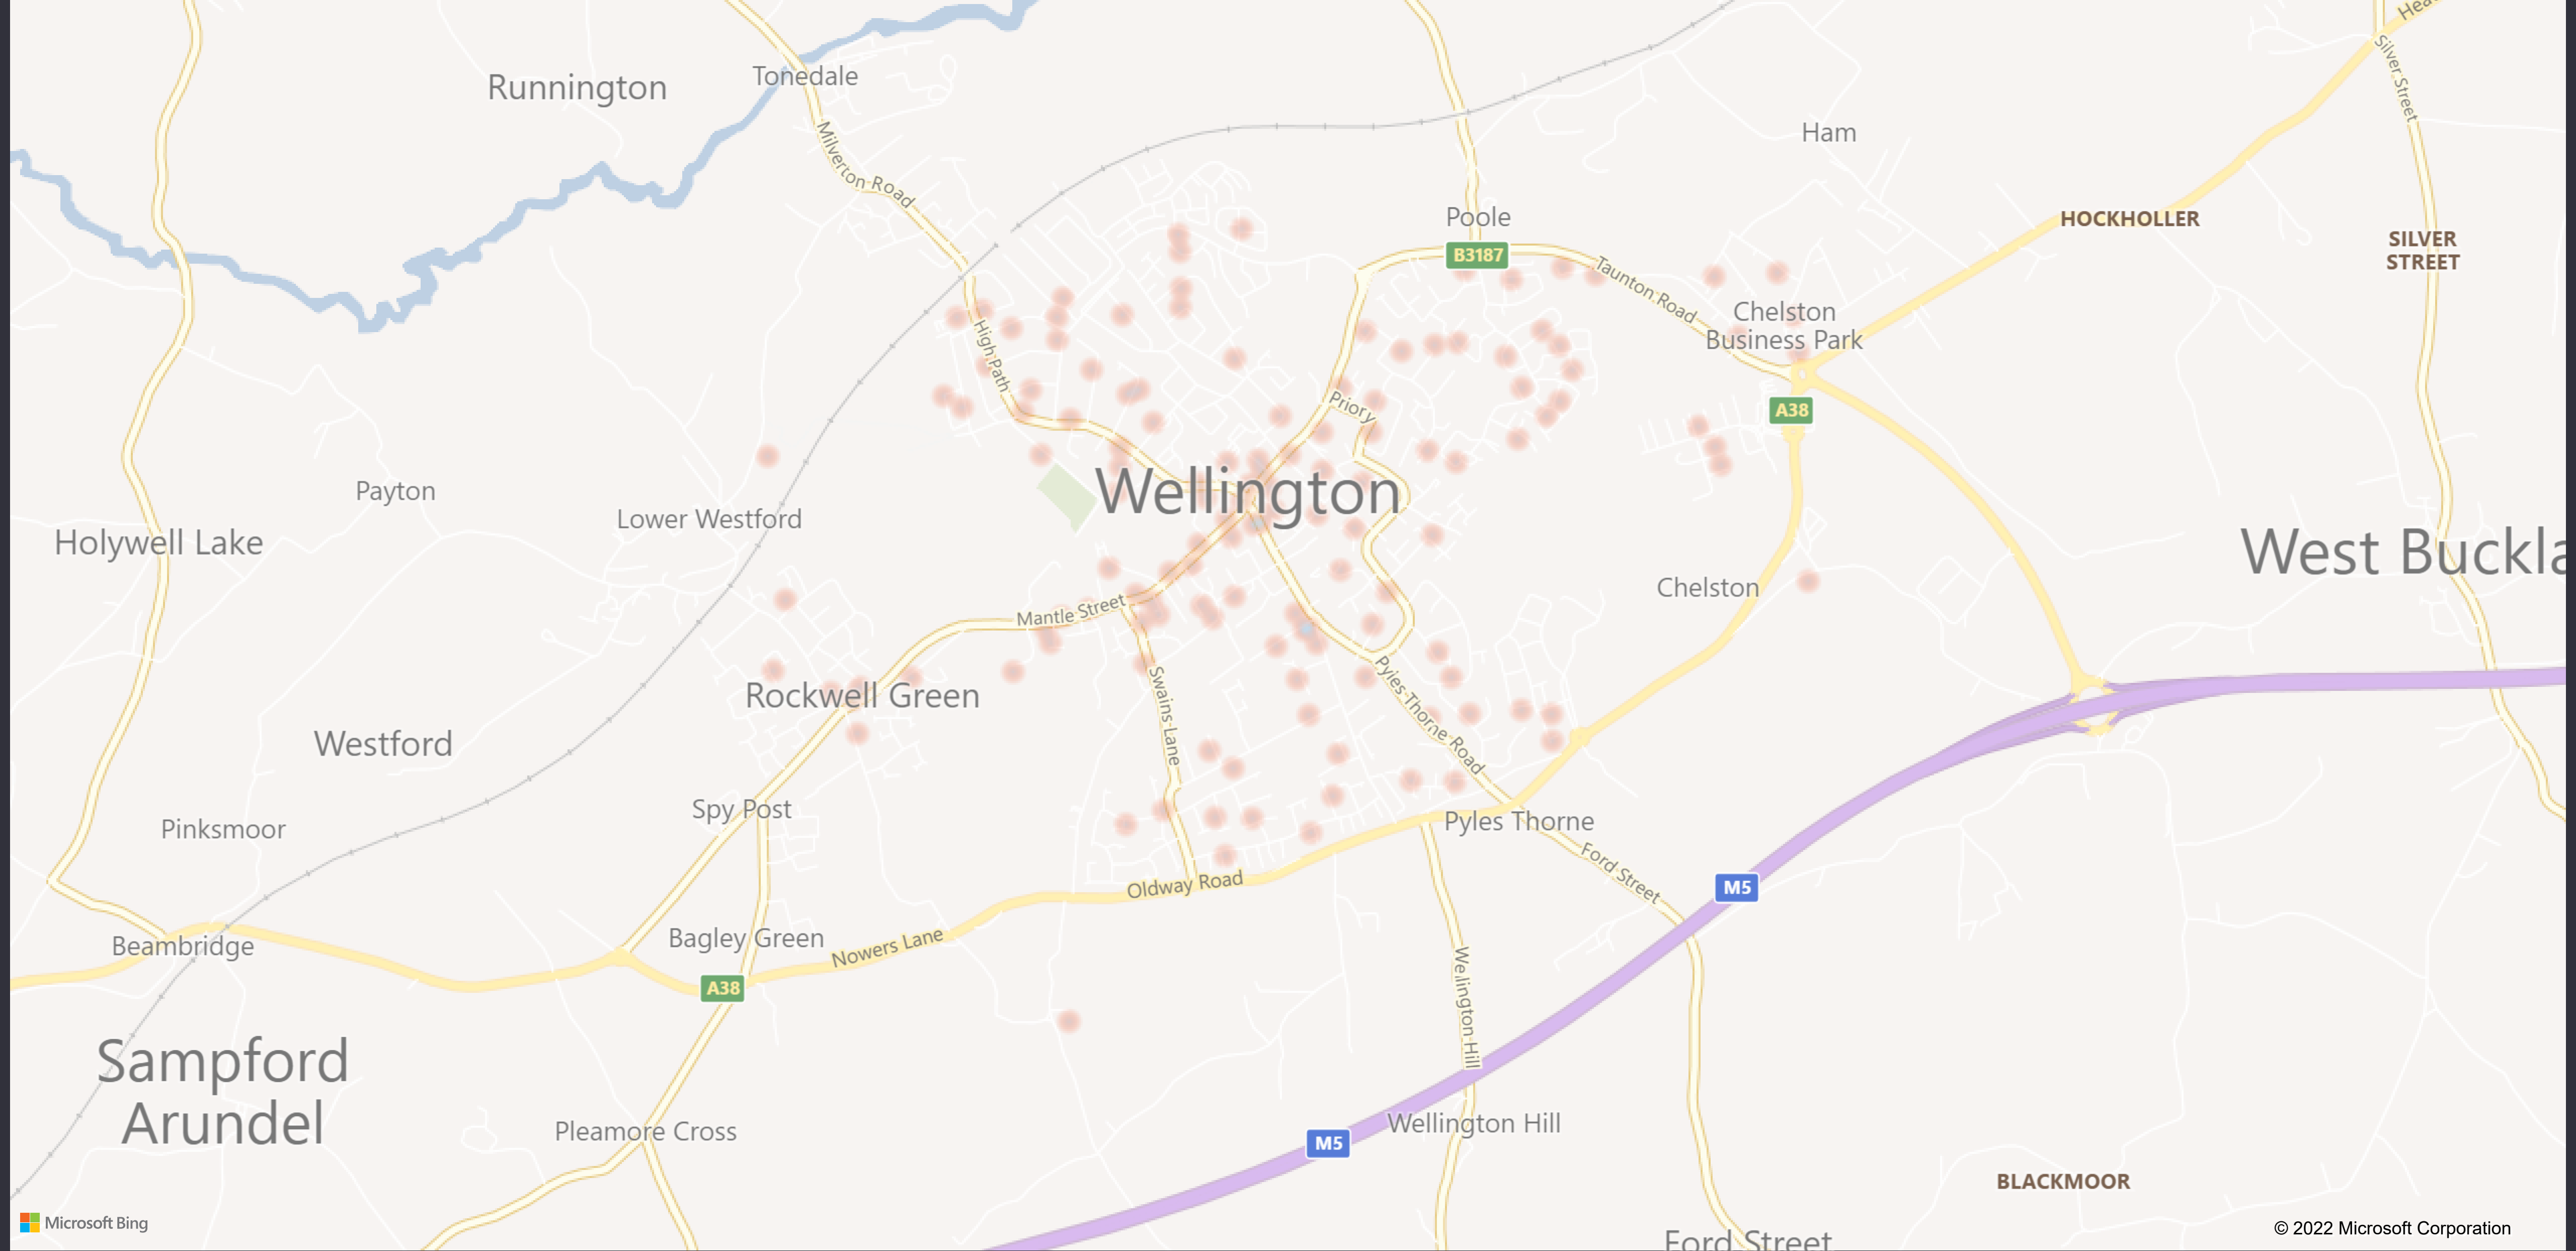 Hea
Silver Street
Runnington
Tonedale
Milverton Road
Ham
Poole
B3187
Taunton Road
HOCKHOLLER
SILVER
STREET
Chelston
Business Park
High Path
Priory
A38
Wellington
Payton
Lower Westford
Holywell Lake
West Buckla
Chelston
Mantle Street
Rockwell Green
Swains Lane
Pyles Thorne Road
Westford
Spy Post
Pinksmoor
Pyles Thorne
Ford Street
Oldway Road
M5
Beambridge
Bagley Green
Nowers Lane
A38
Wellington Hill
Sampford
Arundel
Pleamore Cross
M5
Wellington Hill
BLACKMOOR
Ford Street
Microsoft Bing
© 2022 Microsoft Corporation